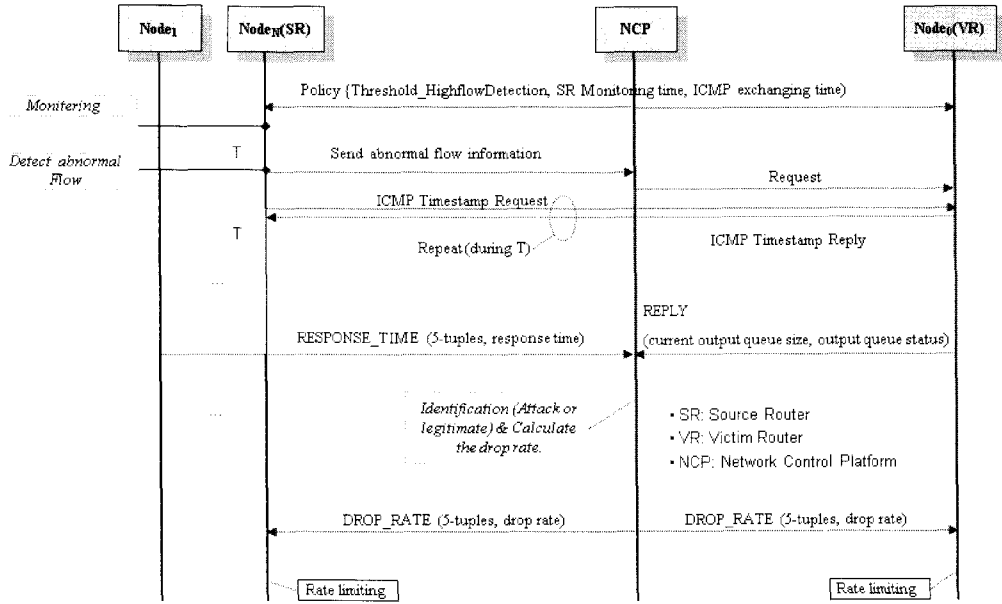 Node1
NodeN(SR)
NCP
Node0(VR)
Policy {Threshold_HighflowDetection, SR Monitoring time, ICMP exchanging time)
Monitering
T
Send abnormal flow information
Detect abnormal
Flow
Request
ICMP Timestamp Request
T
Repeat(during T)
ICMP Timestamp Reply
...
REPLY
RESPONSE_TIME (5-tuples, response time)
(current output queue size, output queue status)
...
Identification (Attack or
legitimate) & Calculate
the drop rate.
▪ SR: Source Router
▪ VR: Victim Router
▪ NCP: Network Control Platform
DROP_RATE (5-tuples, drop rate)
DROP_RATE (5-tuples, drop rate)
Rate limiting
Rate limiting